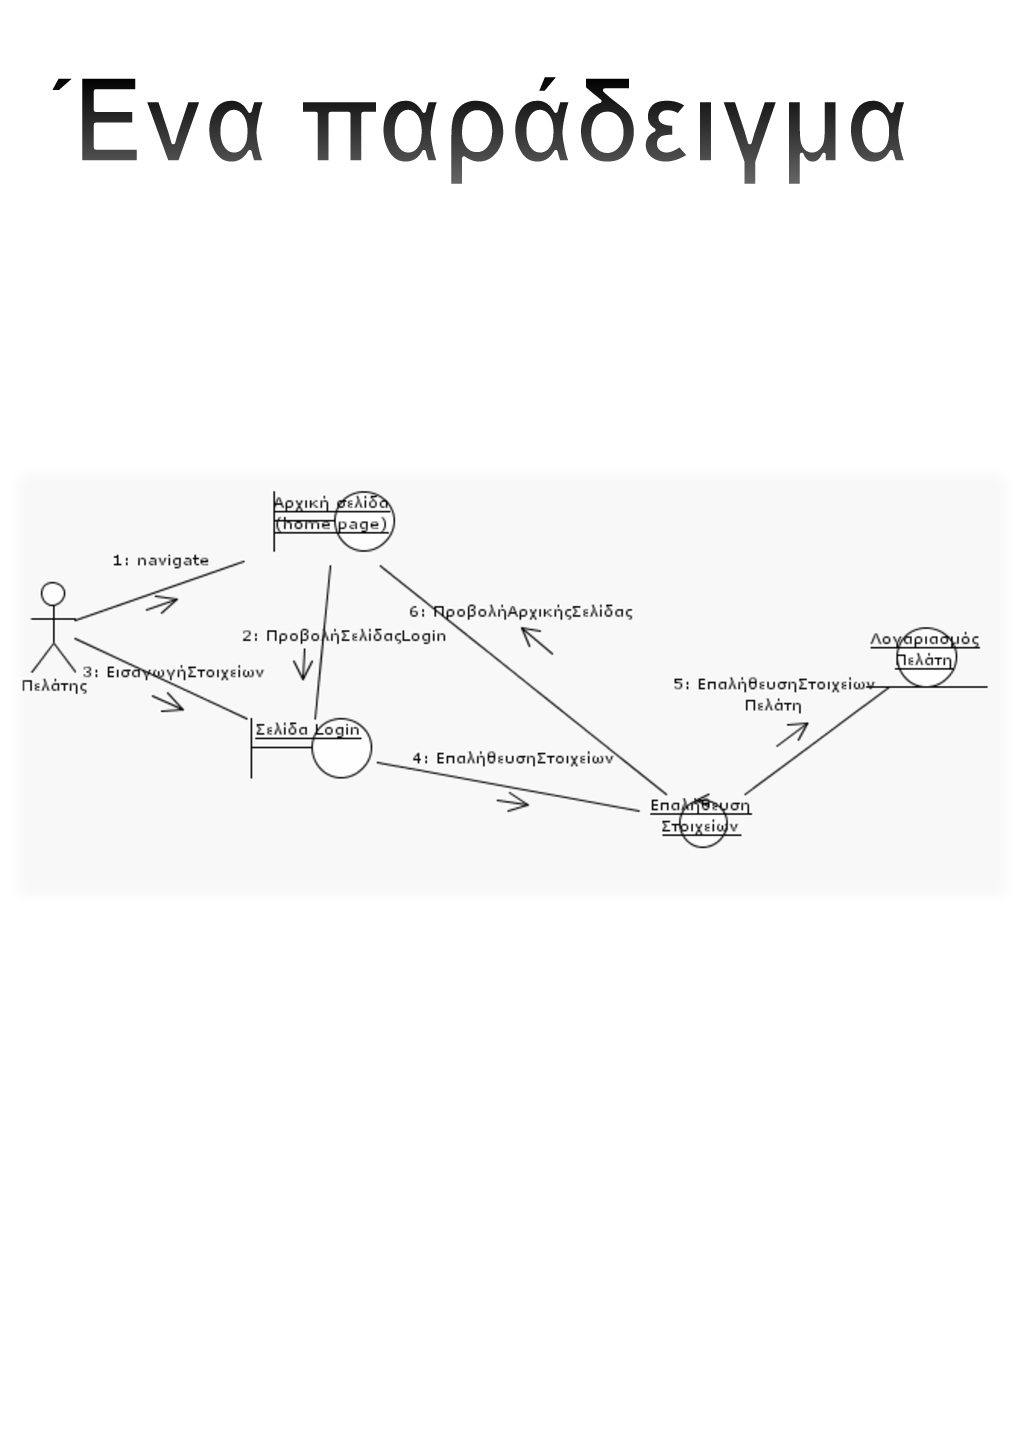 Ένα παράδειγμα
Αρχική σελίδα
(home page)
1: navigate
6: ΠροβολήΑρχικήςΣελίδας
2: ΠροβολήΣελίδαςLogin
Λογαριασμός
Πελάτη
3: ΕισαγωγήΣτοιχείων
Πελάτης
5: ΕπαλήθευσηΣτοιχείων
Πελάτη
Σελίδα Login
4: ΕπαλήθευσηΣτοιχείων
Επαλήθευση
Στοιχείων